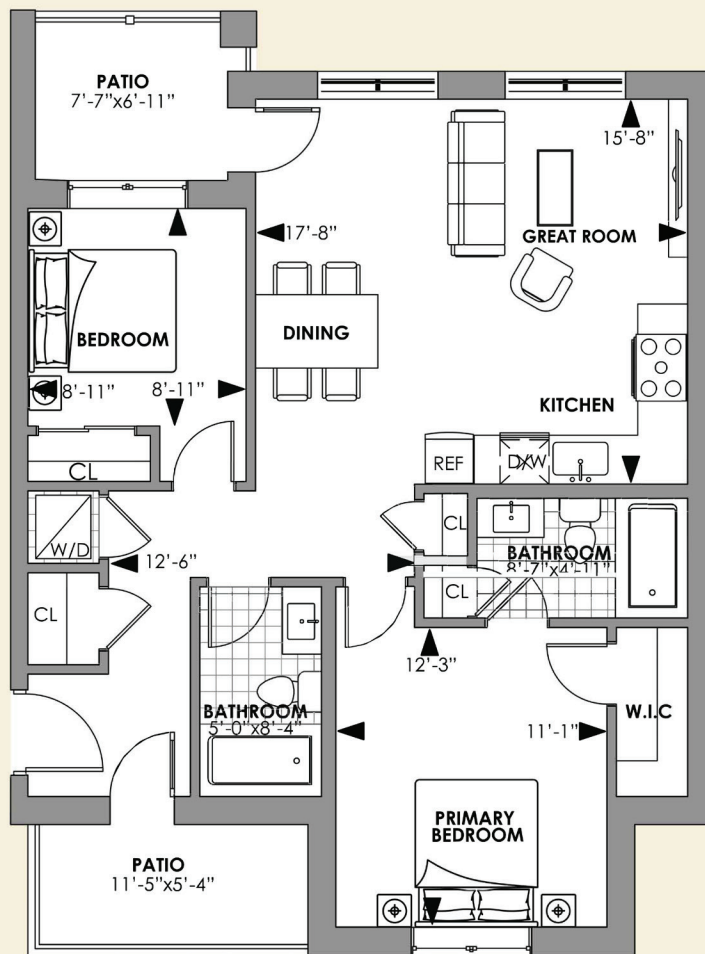 PATIO
7’-7”x6’-11”
15’-8”
17’-8”
GREAT ROOM
BEDROOM
DINING
8’-11”
8’-11”
KITCHEN
CL
REF
D/W
W/D
12’-6”
CL
BATHROOM
8’-7”x4’-11”
CL
CL
12’-3”
BATHROOM
5’-0”x8’-4”
11’-1”
W.I.C
PRIMARY
BEDROOM
PATIO
11’-5”x5’-4”